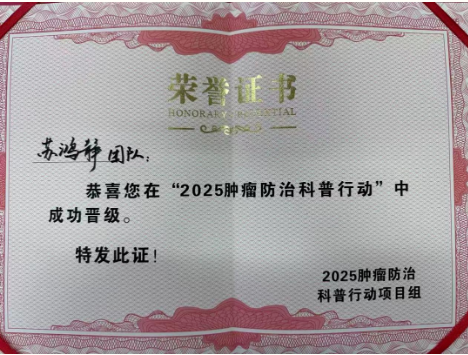 荣誉证书
HONORARY CREDENTIAL
苏鸿静团队：
恭喜您在“2025肿瘤防治科普行动”中
成功晋级。
特发此证！
2025肿瘤防治
科普行动项目组